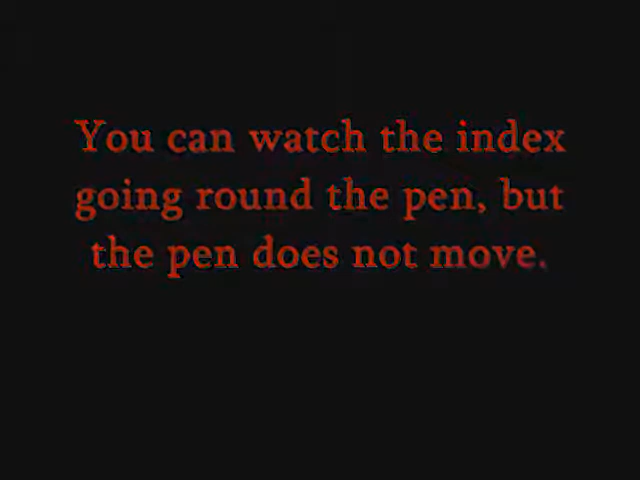 You can watch the index
going round the pen, but
the pen does not move.